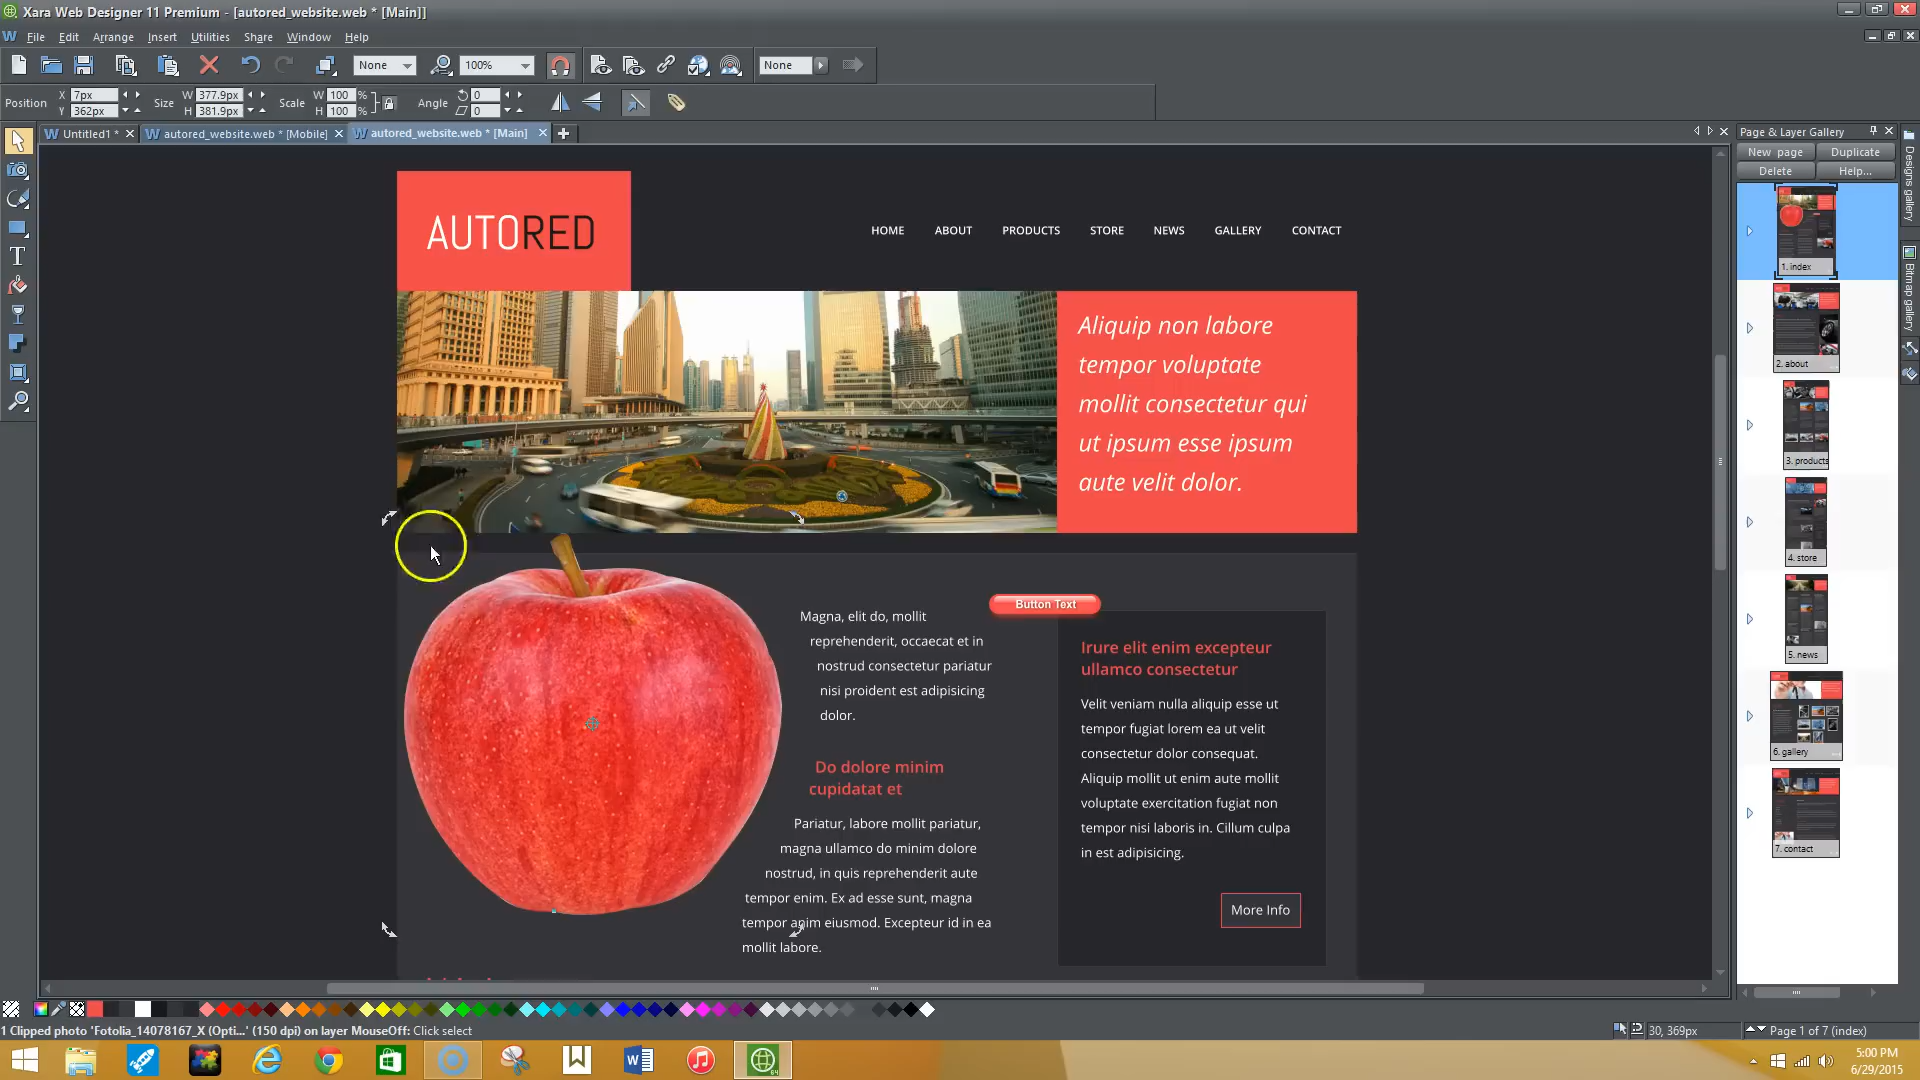 Xara Web Designer 11 Premium - [autored_website.web * [Main]]
File Edit Arrange Insert Utilities Share Window Help
None 100% None
Position X 7px Y 362px Size W 377.9px H 381.9px Scale W 100 % H 100 % Angle 0 0
Untitled1 * autored_website.web * [Mobile] autored_website.web * [Main]
Page & Layer Gallery
New page Duplicate
Delete Help...
Designs gallery
Bitmap gallery
AUTORED
HOME ABOUT PRODUCTS STORE NEWS GALLERY CONTACT
Aliquip non labore
tempor voluptate
mollit consectetur qui
ut ipsum esse ipsum
aute velit dolor.
Magna, elit do, mollit
reprehenderit, occaecat et in
nostrud consectetur pariatur
nisi proident est adipisicing
dolor.
Do dolore minim
cupidatat et
Pariatur, labore mollit pariatur,
magna ullamco do minim dolore
nostrud, in quis reprehenderit aute
tempor enim. Ex ad esse sunt, magna
tempor anim eiusmod. Excepteur id in ea
mollit labore.
Button Text
Irure elit enim excepteur
ullamco consectetur
Velit veniam nulla aliquip esse ut
tempor fugiat lorem ea ut velit
consectetur dolor consequat.
Aliquip mollit ut enim aute mollit
voluptate exercitation fugiat non
tempor nisi laboris in. Cillum culpa
in est adipisicing.
More Info
1. index
2. about
3. products
4. store
5. news
6. gallery
7. contact
1 Clipped photo 'Fotolia_14078167_X (Opti...' (150 dpi) on layer MouseOff: Click select
30, 369px
Page 1 of 7 (index)
5:00 PM
6/29/2015